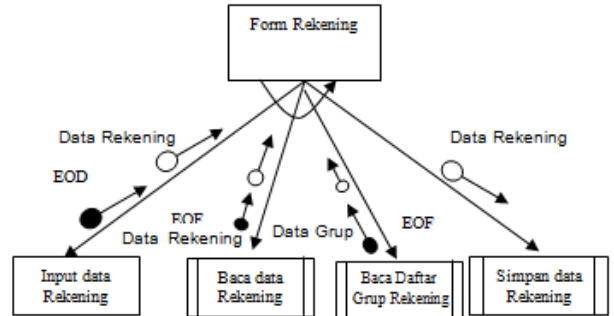 Form Rekening
Data Rekening
Data Rekening
EOD
EOF
EOF
Data Rekening
Data Grup
Input data
Rekening
Baca data
Rekening
Baca Daftar
Grup Rekening
Simpan data
Rekening